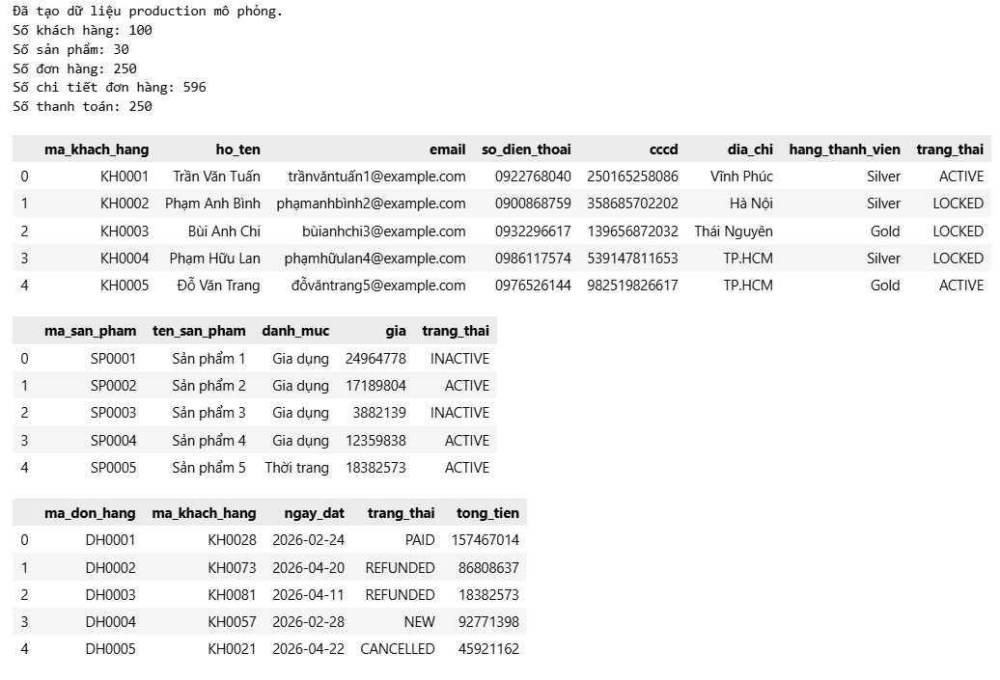 Đã tạo dữ liệu production mô phỏng.
Số khách hàng: 100
Số sản phẩm: 30
Số đơn hàng: 250
Số chi tiết đơn hàng: 596
Số thanh toán: 250
ma_khach_hang ho_ten email so_dien_thoai cccd dia_chi hang_thanh_vien trang_thai
0 KH0001 Trần Văn Tuấn trầnvăntuấn1@example.com 0922768040 250165258086 Vĩnh Phúc Silver ACTIVE
1 KH0002 Phạm Anh Bình phạmanhbình2@example.com 0900868759 358685702202 Hà Nội Silver LOCKED
2 KH0003 Bùi Anh Chi bùianhchi3@example.com 0932296617 139656872032 Thái Nguyên Gold LOCKED
3 KH0004 Phạm Hữu Lan phạmhữulan4@example.com 0986117574 539147811653 TP.HCM Silver LOCKED
4 KH0005 Đỗ Văn Trang đỗvăntrang5@example.com 0976526144 982519826617 TP.HCM Gold ACTIVE
ma_san_pham ten_san_pham danh_muc gia trang_thai
0 SP0001 Sản phẩm 1 Gia dụng 24964778 INACTIVE
1 SP0002 Sản phẩm 2 Gia dụng 17189804 ACTIVE
2 SP0003 Sản phẩm 3 Gia dụng 3882139 INACTIVE
3 SP0004 Sản phẩm 4 Gia dụng 12359838 ACTIVE
4 SP0005 Sản phẩm 5 Thời trang 18382573 ACTIVE
ma_don_hang ma_khach_hang ngay_dat trang_thai tong_tien
0 DH0001 KH0028 2026-02-24 PAID 157467014
1 DH0002 KH0073 2026-04-20 REFUNDED 86808637
2 DH0003 KH0081 2026-04-11 REFUNDED 18382573
3 DH0004 KH0057 2026-02-28 NEW 92771398
4 DH0005 KH0021 2026-04-22 CANCELLED 45921162